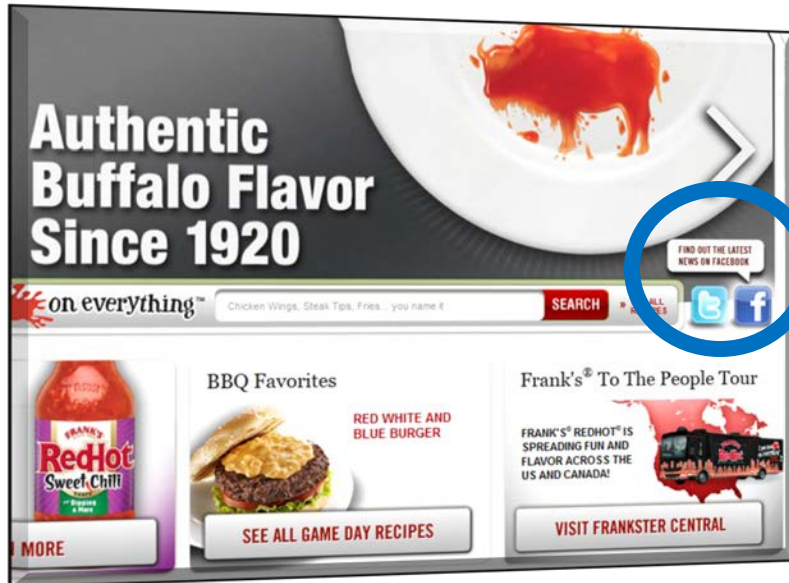 Authentic
Buffalo Flavor
Since 1920
FIND OUT THE LATEST
NEWS ON FACEBOOK
on everything™
Chicken Wings, Steak Tips, Fries... you name it
SEARCH
»
ALL
f
FRANK'S
RedHot
Sweet Chili
MORE
BBQ Favorites
RED WHITE AND
BLUE BURGER
SEE ALL GAME DAY RECIPES
Frank's® To The People Tour
FRANK'S® REDHOT® IS
SPREADING FUN AND
FLAVOR ACROSS THE
US AND CANADA!
VISIT FRANKSTER CENTRAL